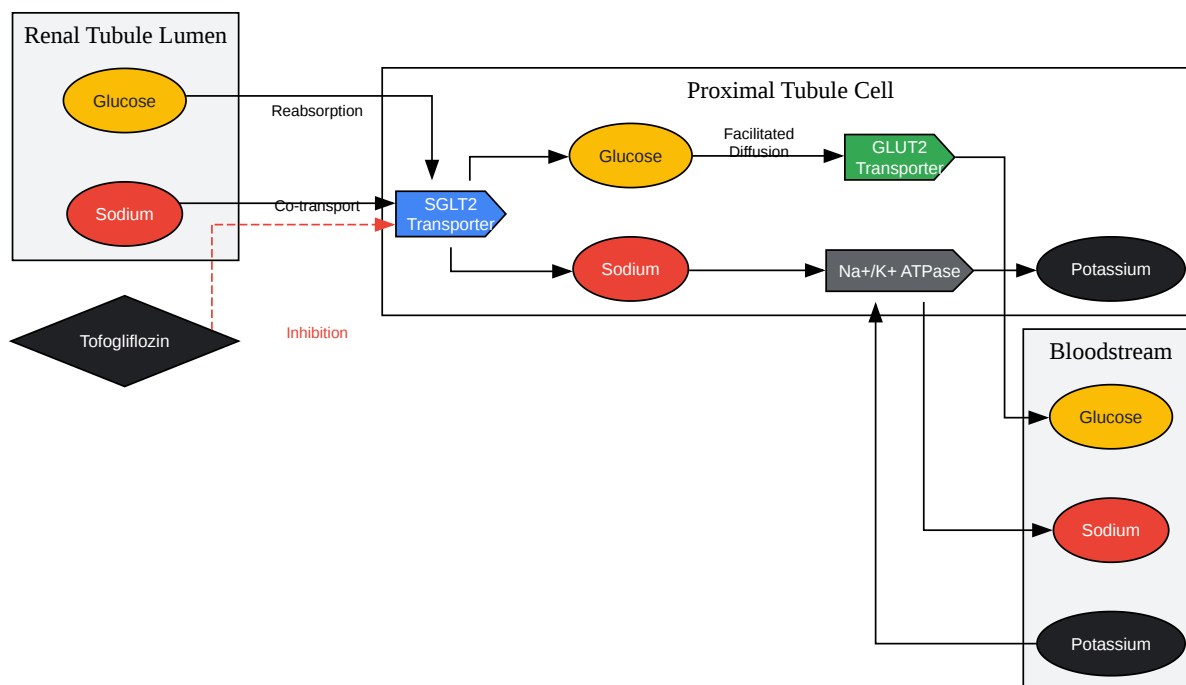 Renal Tubule Lumen
Glucose
Sodium
Tofogliflozin
Reabsorption
Co-transport
Inhibition
Proximal Tubule Cell
SGLT2
Transporter
Glucose
Sodium
Facilitated
Diffusion
GLUT2
Transporter
Na+/K+ ATPase
Potassium
Bloodstream
Glucose
Sodium
Potassium